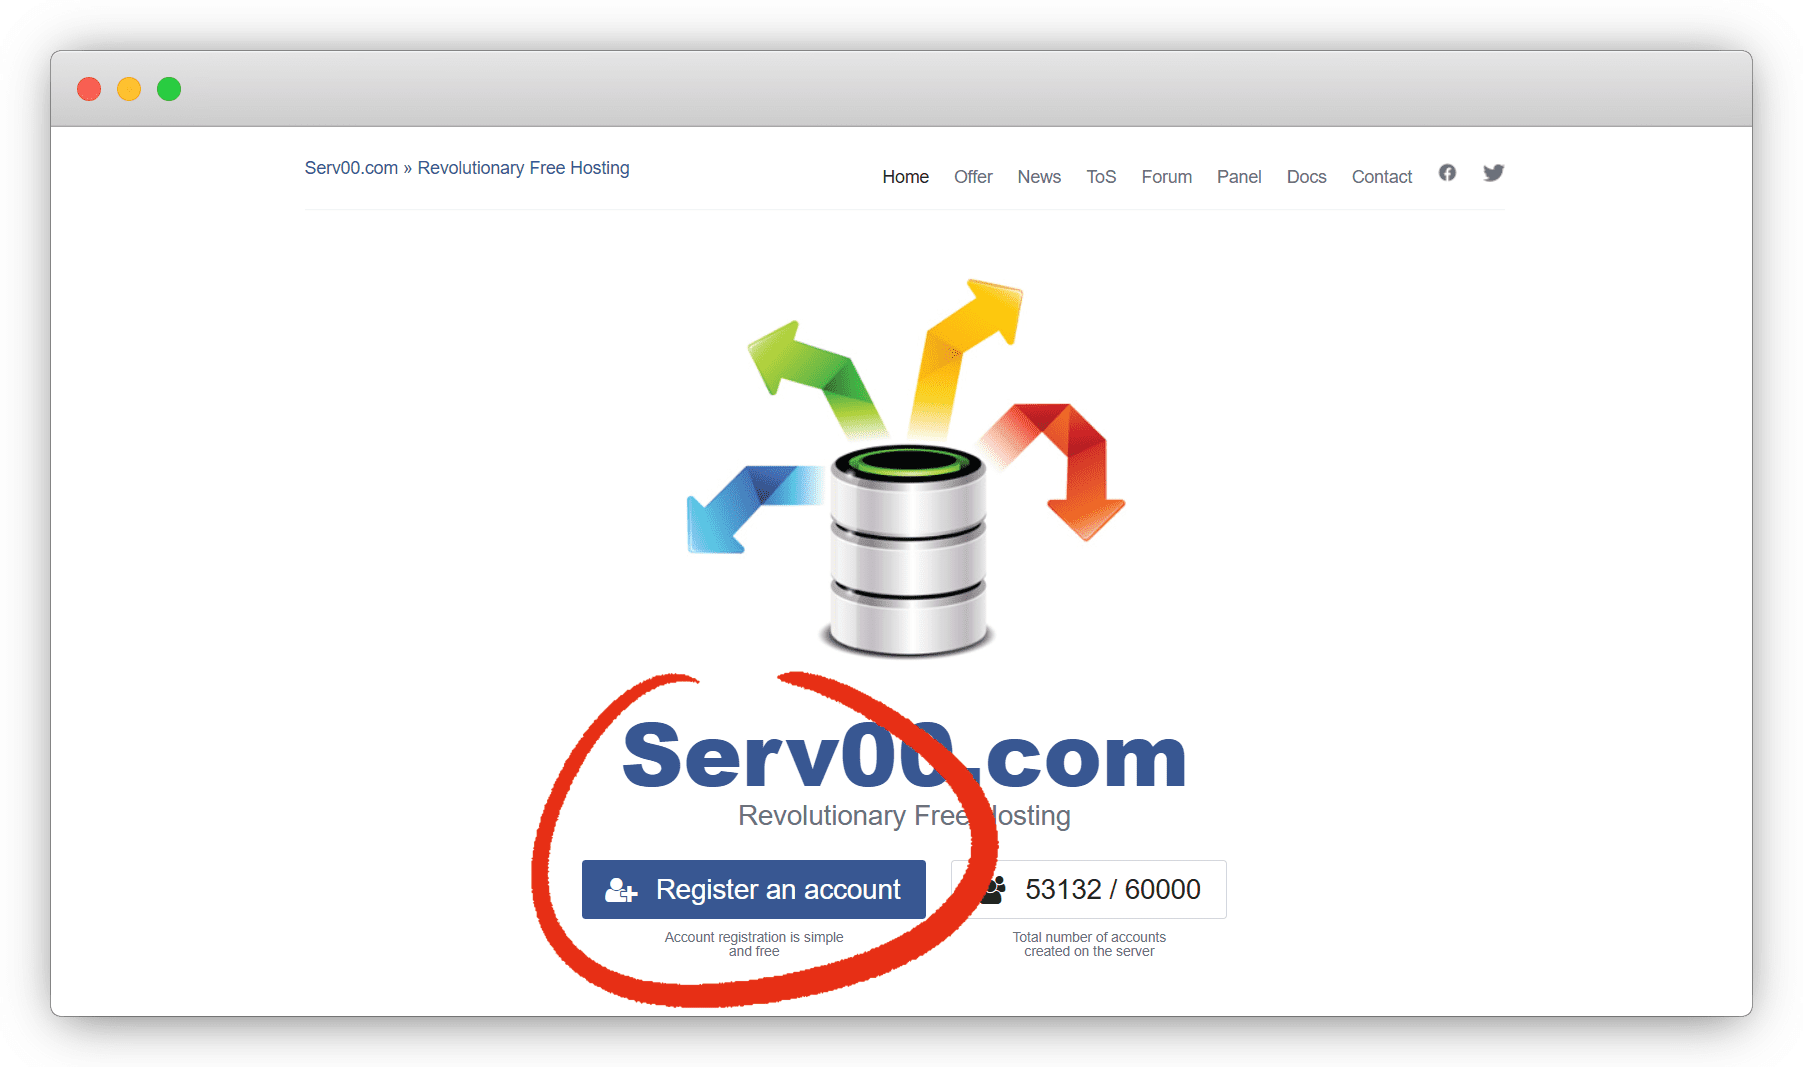 Serv00.com » Revolutionary Free Hosting
Home Offer News ToS Forum Panel Docs Contact
Serv00.com
Revolutionary Free Hosting
Register an account
53132 / 60000
Account registration is simple
and free
Total number of accounts
created on the server